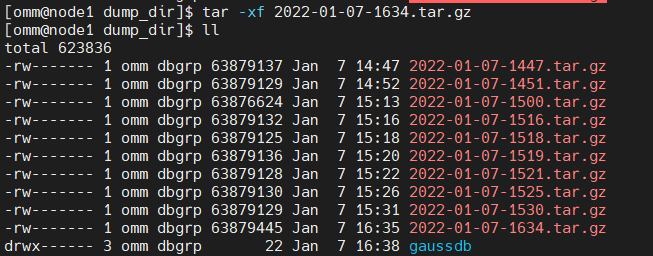 [omm@node1 dump_dir]$ tar -xf 2022-01-07-1634.tar.gz
[omm@node1 dump_dir]$ ll
total 623836
-rw------- 1 omm dbgrp 63879137 Jan  7 14:47 2022-01-07-1447.tar.gz
-rw------- 1 omm dbgrp 63879129 Jan  7 14:52 2022-01-07-1451.tar.gz
-rw------- 1 omm dbgrp 63876624 Jan  7 15:13 2022-01-07-1500.tar.gz
-rw------- 1 omm dbgrp 63879132 Jan  7 15:16 2022-01-07-1516.tar.gz
-rw------- 1 omm dbgrp 63879125 Jan  7 15:18 2022-01-07-1518.tar.gz
-rw------- 1 omm dbgrp 63879136 Jan  7 15:20 2022-01-07-1519.tar.gz
-rw------- 1 omm dbgrp 63879128 Jan  7 15:22 2022-01-07-1521.tar.gz
-rw------- 1 omm dbgrp 63879130 Jan  7 15:26 2022-01-07-1525.tar.gz
-rw------- 1 omm dbgrp 63879129 Jan  7 15:31 2022-01-07-1530.tar.gz
-rw------- 1 omm dbgrp 63879445 Jan  7 16:35 2022-01-07-1634.tar.gz
drwx------ 3 omm dbgrp       22 Jan  7 16:38 gaussdb